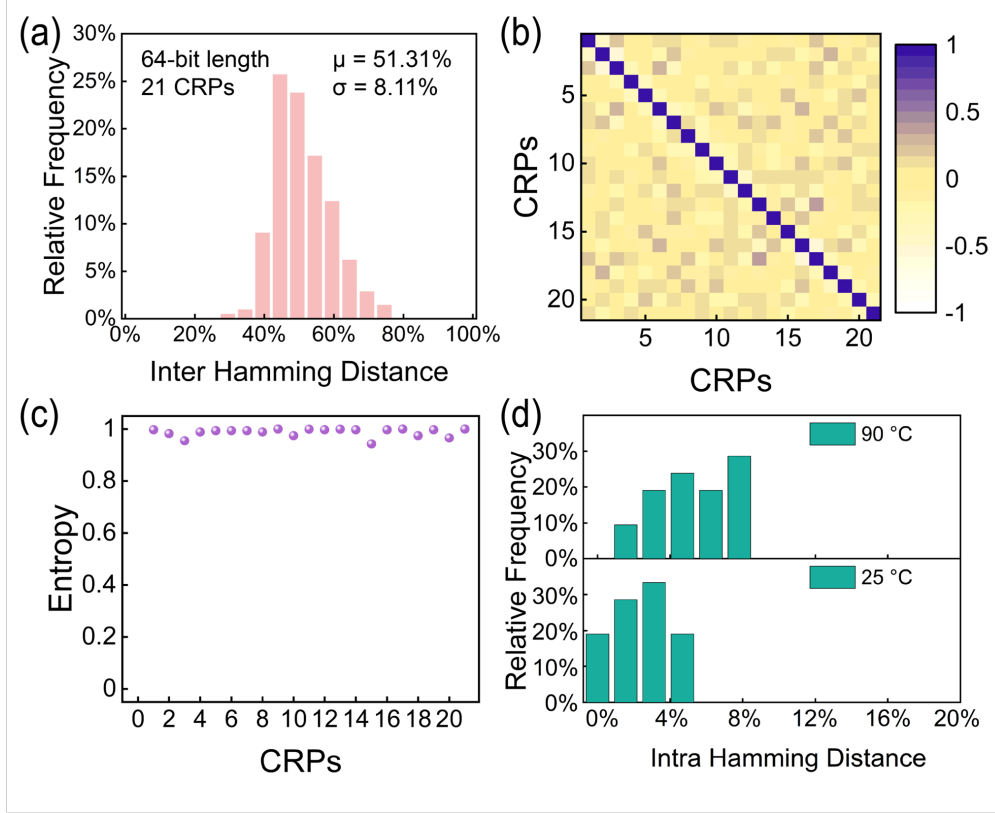 (a)
30%
25%
20%
15%
10%
5%
0%
Relative Frequency
64-bit length
21 CRPs
μ = 51.31%
σ = 8.11%
0% 20% 40% 60% 80% 100%
Inter Hamming Distance
(b)
5
10
15
20
CRPs
5 10 15 20
CRPs
1
0.5
0
-0.5
-1
(c)
1
0.8
0.6
0.4
0.2
0
Entropy
0 2 4 6 8 10 12 14 16 18 20
CRPs
(d)
90 °C
30%
20%
10%
0%
25 °C
30%
20%
10%
0%
Relative Frequency
0% 4% 8% 12% 16% 20%
Intra Hamming Distance